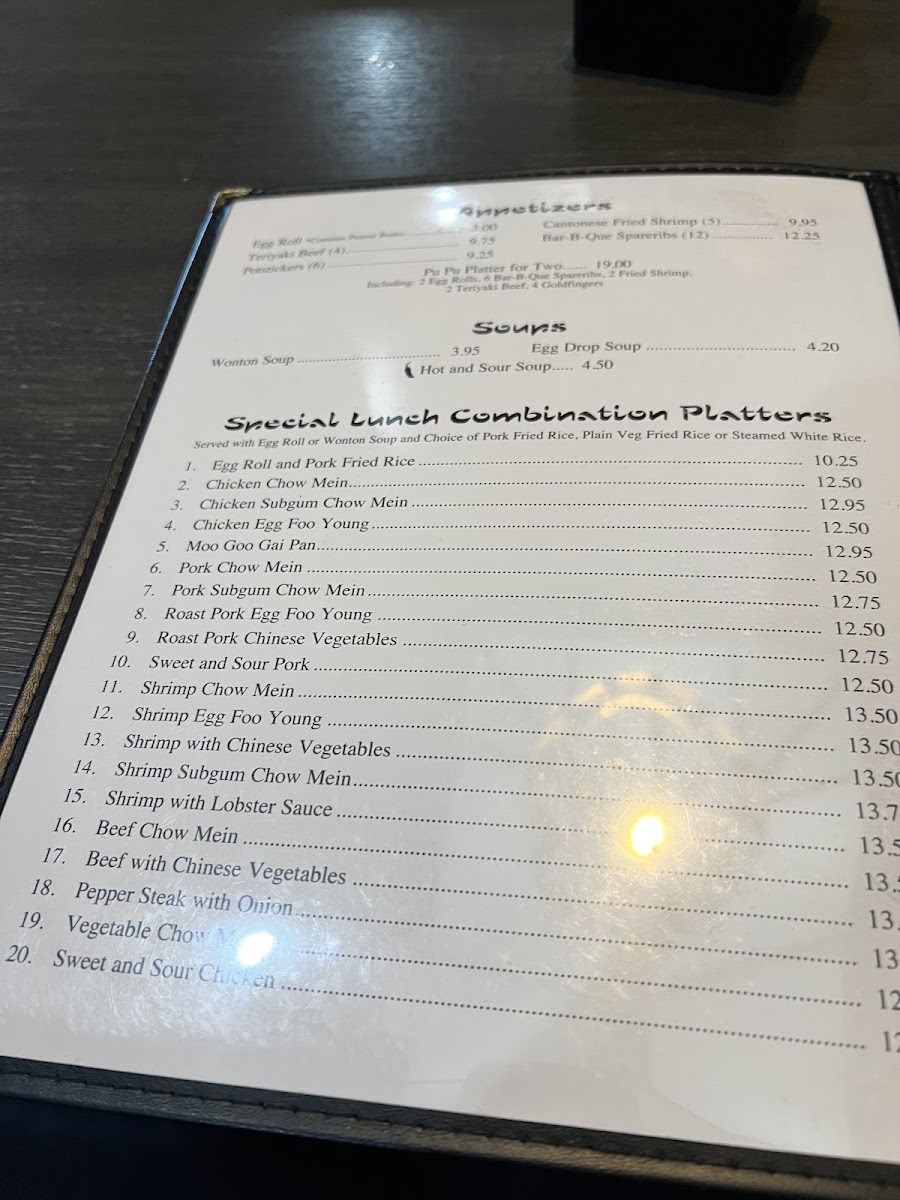 Appetizers
Egg Roll *Contains Peanut Butter ..... 3.00
Cantonese Fried Shrimp (5) ..... 9.95
Teriyaki Beef (4) ..... 9.75
Bar-B-Que Spareribs (12) ..... 12.25
Potstickers (6) ..... 9.25
Pu Pu Platter for Two...... 19.00
Including: 2 Egg Rolls, 6 Bar-B-Que Spareribs, 2 Fried Shrimp,
2 Teriyaki Beef, 4 Goldfingers
Soups
Wonton Soup ..... 3.95
Egg Drop Soup ..... 4.20
Hot and Sour Soup..... 4.50
Special Lunch Combination Platters
Served with Egg Roll or Wonton Soup and Choice of Pork Fried Rice, Plain Veg Fried Rice or Steamed White Rice.
1. Egg Roll and Pork Fried Rice ..... 10.25
2. Chicken Chow Mein ..... 12.50
3. Chicken Subgum Chow Mein ..... 12.95
4. Chicken Egg Foo Young ..... 12.50
5. Moo Goo Gai Pan ..... 12.95
6. Pork Chow Mein ..... 12.50
7. Pork Subgum Chow Mein ..... 12.75
8. Roast Pork Egg Foo Young ..... 12.50
9. Roast Pork Chinese Vegetables ..... 12.75
10. Sweet and Sour Pork ..... 12.50
11. Shrimp Chow Mein ..... 13.50
12. Shrimp Egg Foo Young ..... 13.50
13. Shrimp with Chinese Vegetables ..... 13.50
14. Shrimp Subgum Chow Mein ..... 13.7
15. Shrimp with Lobster Sauce ..... 13.5
16. Beef Chow Mein ..... 13.
17. Beef with Chinese Vegetables ..... 13.
18. Pepper Steak with Onion ..... 13
19. Vegetable Chow ..... 12
20. Sweet and Sour Chicken ..... 12